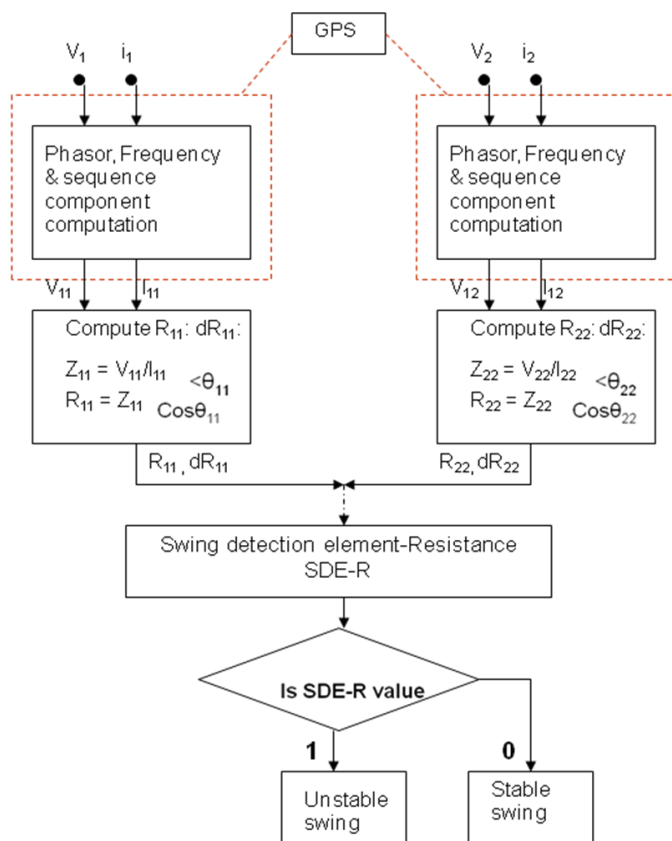 GPS
V1 i1
V2 i2
Phasor, Frequency
& sequence
component
computation
Phasor, Frequency
& sequence
component
computation
V11 I11
V12 I12
Compute R11: dR11:
Z11 = V11/I11 <θ11
R11 = Z11 Cosθ11
Compute R22: dR22:
Z22 = V22/I22 <θ22
R22 = Z22 Cosθ22
R11, dR11
R22, dR22
Swing detection element-Resistance
SDE-R
Is SDE-R value
1
0
Unstable
swing
Stable
swing